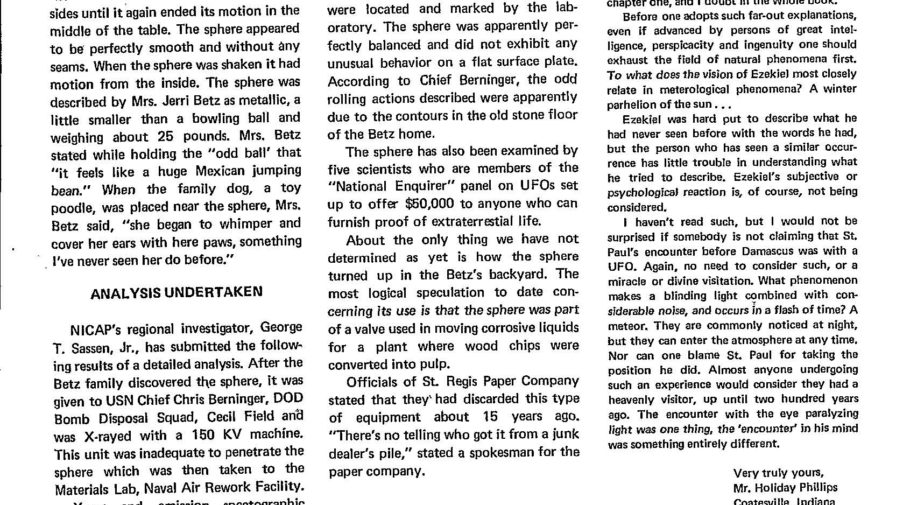 sides until it again ended its motion in the
middle of the table. The sphere appeared
to be perfectly smooth and without any
seams. When the sphere was shaken it had
motion from the inside. The sphere was
described by Mrs. Jerri Betz as metallic, a
little smaller than a bowling ball and
weighing about 25 pounds. Mrs. Betz
stated while holding the "odd ball' that
"it feels like a huge Mexican jumping
bean." When the family dog, a toy
poodle, was placed near the sphere, Mrs.
Betz said, "she began to whimper and
cover her ears with here paws, something
I've never seen her do before."
ANALYSIS UNDERTAKEN
NICAP's regional investigator, George
T. Sassen, Jr., has submitted the follow-
ing results of a detailed analysis. After the
Betz family discovered the sphere, it was
given to USN Chief Chris Berninger, DOD
Bomb Disposal Squad, Cecil Field and
was X-rayed with a 150 KV machine.
This unit was inadequate to penetrate the
sphere which was then taken to the
Materials Lab, Naval Air Rework Facility.
were located and marked by the lab-
oratory. The sphere was apparently per-
fectly balanced and did not exhibit any
unusual behavior on a flat surface plate.
According to Chief Berninger, the odd
rolling actions described were apparently
due to the contours in the old stone floor
of the Betz home.
The sphere has also been examined by
five scientists who are members of the
"National Enquirer" panel on UFOs set
up to offer $50,000 to anyone who can
furnish proof of extraterrestial life.
About the only thing we have not
determined as yet is how the sphere
turned up in the Betz's backyard. The
most logical speculation to date con-
cerning its use is that the sphere was part
of a valve used in moving corrosive liquids
for a plant where wood chips were
converted into pulp.
Officials of St. Regis Paper Company
stated that they had discarded this type
of equipment about 15 years ago.
"There's no telling who got it from a junk
dealer's pile," stated a spokesman for the
paper company.
chapter one, and I doubt in the whole book.
Before one adopts such far-out explanations,
even if advanced by persons of great intel-
ligence, perspicacity and ingenuity one should
exhaust the field of natural phenomena first.
To what does the vision of Ezekiel most closely
relate in meterological phenomena? A winter
parhelion of the sun . . .
Ezekiel was hard put to describe what he
had never seen before with the words he had,
but the person who has seen a similar occur-
rence has little trouble in understanding what
he tried to describe. Ezekiel's subjective or
psychological reaction is, of course, not being
considered.
I haven't read such, but I would not be
surprised if somebody is not claiming that St.
Paul's encounter before Damascus was with a
UFO. Again, no need to consider such, or a
miracle or divine visitation. What phenomenon
makes a blinding light combined with con-
siderable noise, and occurs in a flash of time? A
meteor. They are commonly noticed at night,
but they can enter the atmosphere at any time.
Nor can one blame St. Paul for taking the
position he did. Almost anyone undergoing
such an experience would consider they had a
heavenly visitor, up until two hundred years
ago. The encounter with the eye paralyzing
light was one thing, the 'encounter' in his mind
was something entirely different.
Very truly yours,
Mr. Holiday Phillips
Coatesville, Indiana